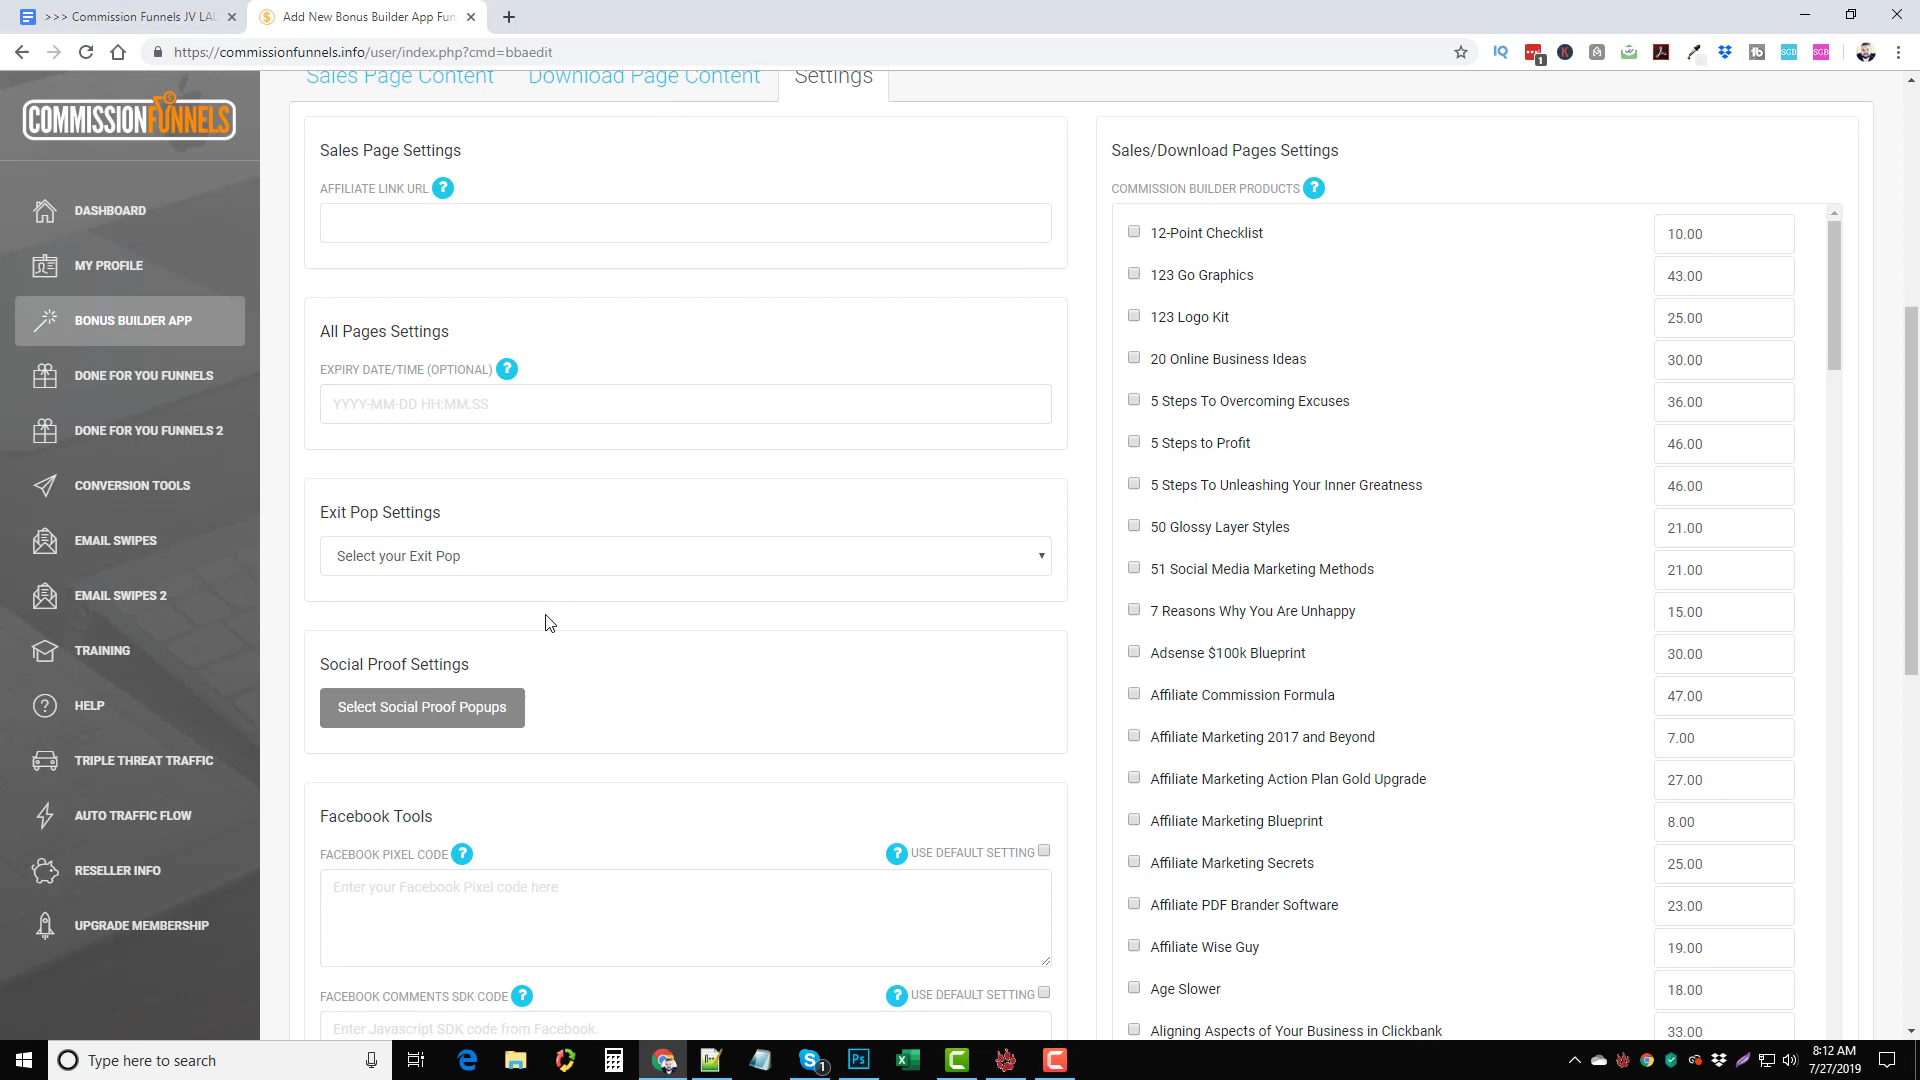 >>> Commission Funnels JV LAU
Add New Bonus Builder App Fun
https://commissionfunnels.info/user/index.php?cmd=bbaedit
COMMISSIONFUNNELS
DASHBOARD
MY PROFILE
BONUS BUILDER APP
DONE FOR YOU FUNNELS
DONE FOR YOU FUNNELS 2
CONVERSION TOOLS
EMAIL SWIPES
EMAIL SWIPES 2
TRAINING
HELP
TRIPLE THREAT TRAFFIC
AUTO TRAFFIC FLOW
RESELLER INFO
UPGRADE MEMBERSHIP
Sales Page Content
Download Page Content
Settings
Sales Page Settings
AFFILIATE LINK URL ?
All Pages Settings
EXPIRY DATE/TIME (OPTIONAL) ?
YYYY-MM-DD HH:MM:SS
Exit Pop Settings
Select your Exit Pop
Social Proof Settings
Select Social Proof Popups
Facebook Tools
FACEBOOK PIXEL CODE ?
? USE DEFAULT SETTING
Enter your Facebook Pixel code here
FACEBOOK COMMENTS SDK CODE ?
? USE DEFAULT SETTING
Enter Javascript SDK code from Facebook.
Sales/Download Pages Settings
COMMISSION BUILDER PRODUCTS ?
12-Point Checklist 10.00
123 Go Graphics 43.00
123 Logo Kit 25.00
20 Online Business Ideas 30.00
5 Steps To Overcoming Excuses 36.00
5 Steps to Profit 46.00
5 Steps To Unleashing Your Inner Greatness 46.00
50 Glossy Layer Styles 21.00
51 Social Media Marketing Methods 21.00
7 Reasons Why You Are Unhappy 15.00
Adsense $100k Blueprint 30.00
Affiliate Commission Formula 47.00
Affiliate Marketing 2017 and Beyond 7.00
Affiliate Marketing Action Plan Gold Upgrade 27.00
Affiliate Marketing Blueprint 8.00
Affiliate Marketing Secrets 25.00
Affiliate PDF Brander Software 23.00
Affiliate Wise Guy 19.00
Age Slower 18.00
Aligning Aspects of Your Business in Clickbank 33.00
Type here to search
8:12 AM
7/27/2019